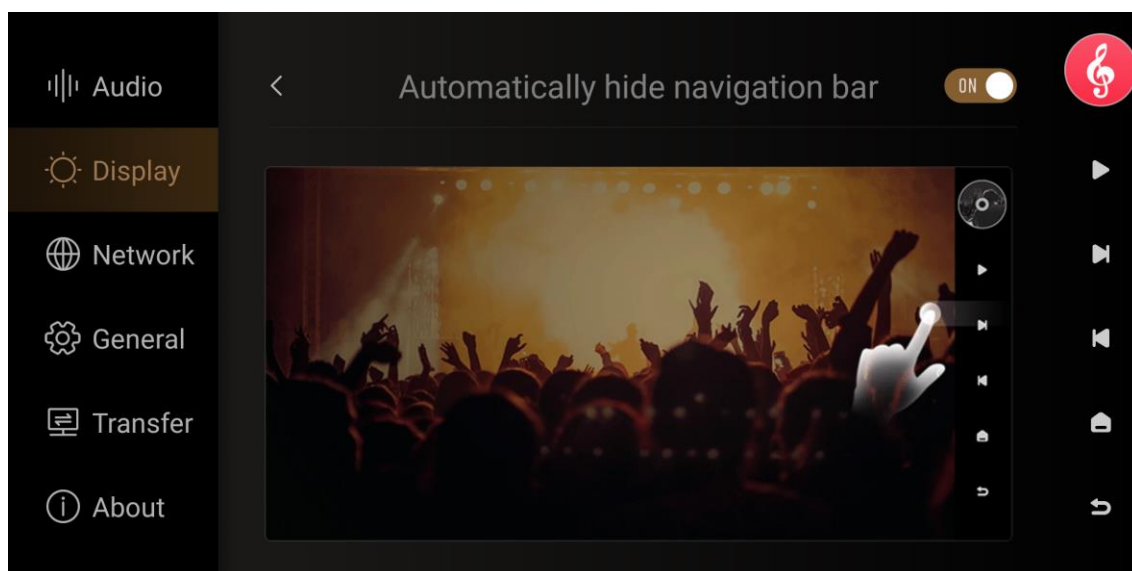 Audio
Automatically hide navigation bar
ON
Display
Network
General
Transfer
About